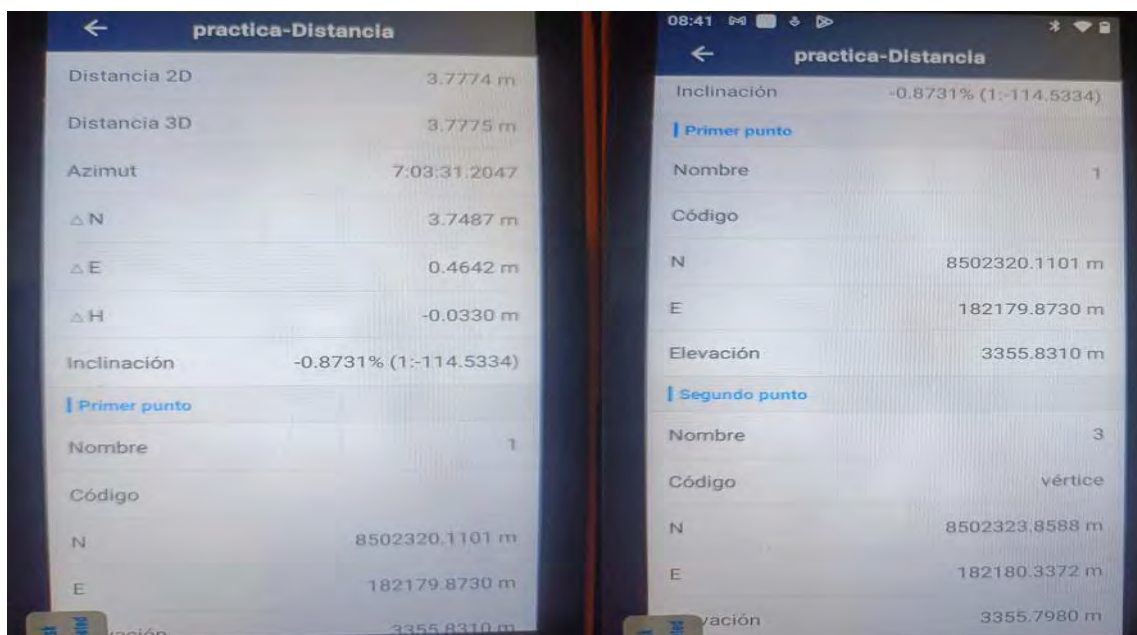 practica-Distancia
Distancia 2D 3.7774 m
Distancia 3D 3.7775 m
Azimut 7:03:31.2047
△ N 3.7487 m
△ E 0.4642 m
△ H -0.0330 m
Inclinación -0.8731% (1:-114.5334)
Primer punto
Nombre 1
Código
N 8502320.1101 m
E 182179.8730 m
vación 3355.8310 m
08:41
practica-Distancia
Inclinación -0.8731% (1:-114.5334)
Primer punto
Nombre 1
Código
N 8502320.1101 m
E 182179.8730 m
Elevación 3355.8310 m
Segundo punto
Nombre 3
Código vértice
N 8502323.8588 m
E 182180.3372 m
vación 3355.7980 m